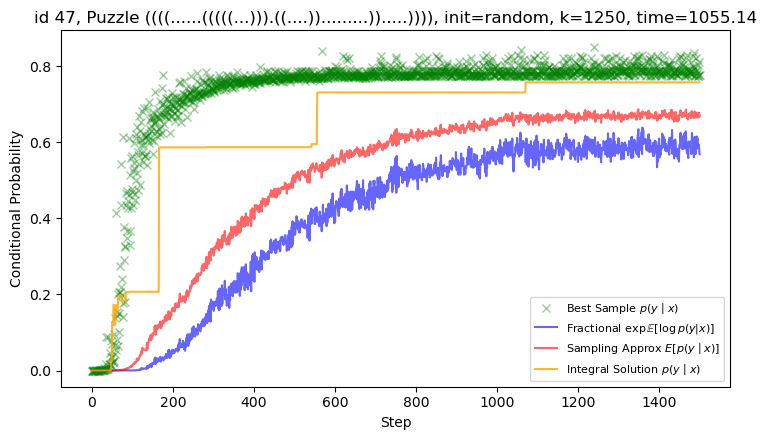 id 47, Puzzle ((((......(((((...))).((....)).........)).....)))), init=random, k=1250, time=1055.14
Conditional Probability
0.8
0.6
0.4
0.2
0.0
Best Sample p(y | x)
Fractional exp 𝔼[log p(y|x)]
Sampling Approx E[p(y | x)]
Integral Solution p(y | x)
0 200 400 600 800 1000 1200 1400
Step